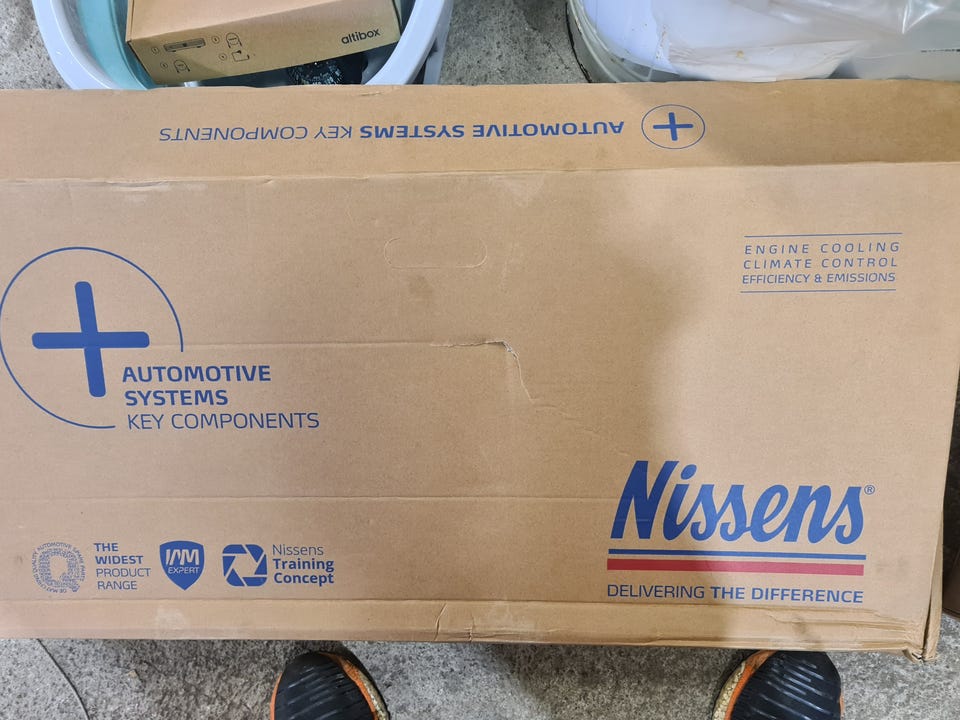 altibox
AUTOMOTIVE SYSTEMS KEY COMPONENTS
ENGINE COOLING
CLIMATE CONTROL
EFFICIENCY & EMISSIONS
AUTOMOTIVE
SYSTEMS
KEY COMPONENTS
Nissens®
DELIVERING THE DIFFERENCE
THE
WIDEST
PRODUCT
RANGE
IAM
EXPERT
Nissens
Training
Concept